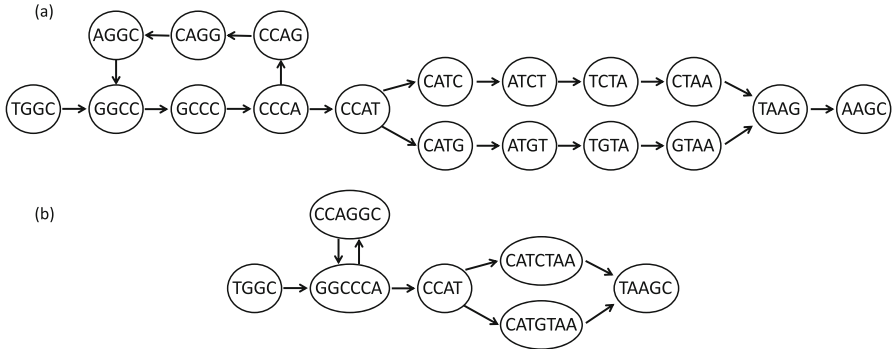 (a)
AGGC CAGG CCAG
CATC ATCT TCTA CTAA
TGGC GGCC GCCC CCCA CCAT TAAG AAGC
CATG ATGT TGTA GTAA
(b)
CCAGGC
CATCTAA
TGGC GGCCCA CCAT TAAGC
CATGTAA